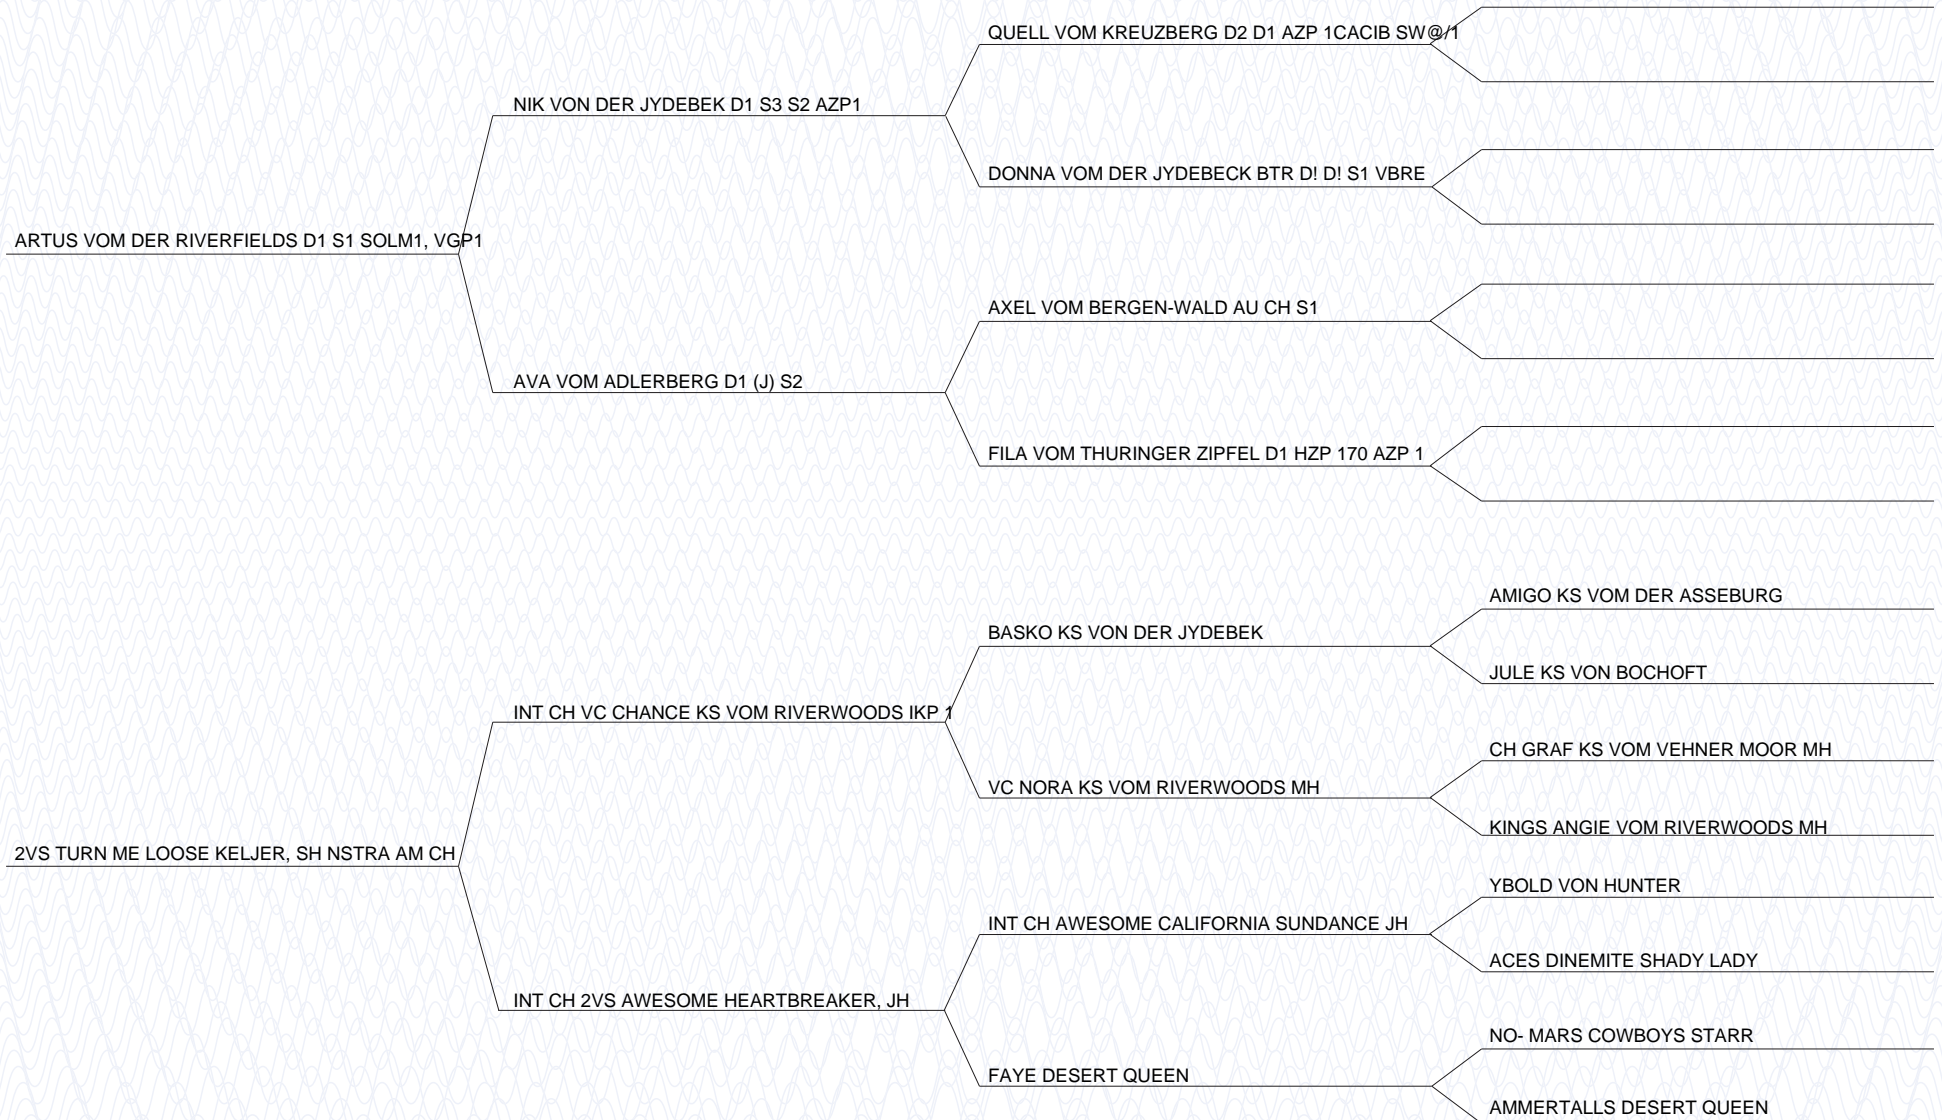 QUELL VOM KREUZBERG D2 D1 AZP 1CACIB SW@/1
NIK VON DER JYDEBEK D1 S3 S2 AZP1
DONNA VOM DER JYDEBECK BTR D! D! S1 VBRE
ARTUS VOM DER RIVERFIELDS D1 S1 SOLM1, VGP1
AXEL VOM BERGEN-WALD AU CH S1
AVA VOM ADLERBERG D1 (J) S2
FILA VOM THURINGER ZIPFEL D1 HZP 170 AZP 1
AMIGO KS VOM DER ASSEBURG
BASKO KS VON DER JYDEBEK
JULE KS VON BOCHOFT
INT CH VC CHANCE KS VOM RIVERWOODS IKP 1
CH GRAF KS VOM VEHNER MOOR MH
VC NORA KS VOM RIVERWOODS MH
KINGS ANGIE VOM RIVERWOODS MH
2VS TURN ME LOOSE KELJER, SH NSTRA AM CH
YBOLD VON HUNTER
INT CH AWESOME CALIFORNIA SUNDANCE JH
ACES DINEMITE SHADY LADY
INT CH 2VS AWESOME HEARTBREAKER, JH
NO- MARS COWBOYS STARR
FAYE DESERT QUEEN
AMMERTALLS DESERT QUEEN